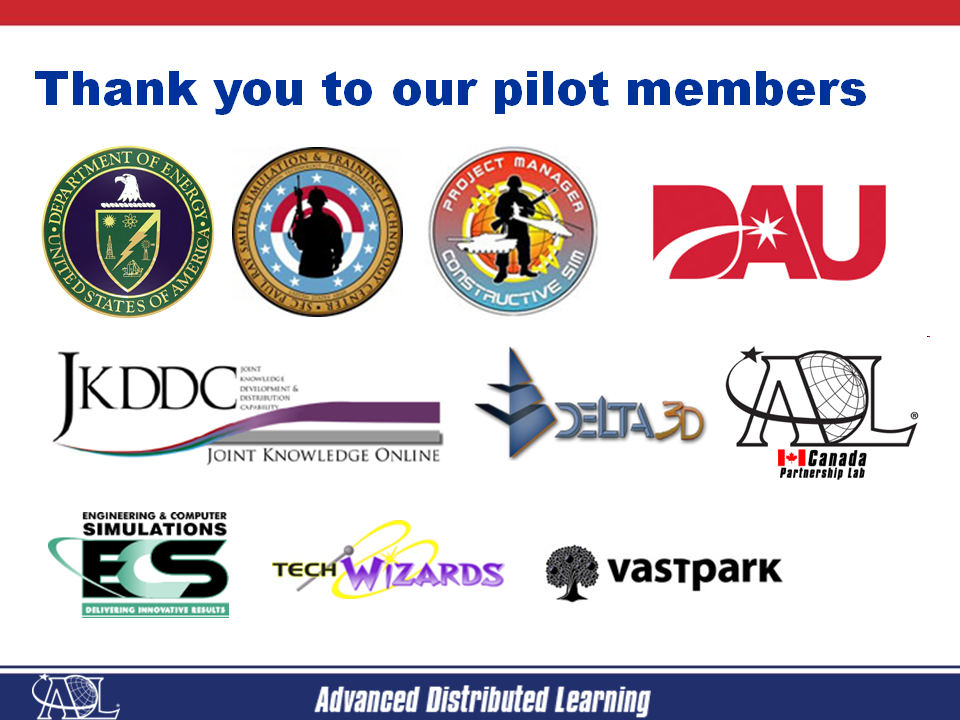 Thank you to our pilot members
DEPARTMENT OF ENERGY
UNITED STATES OF AMERICA
SFC PAUL RAY SMITH SIMULATION & TRAINING TECHNOLOGY CENTER
PROJECT MANAGER
CONSTRUCTIVE SIM
DAU
JKDDC
JOINT
KNOWLEDGE
DEVELOPMENT &
DISTRIBUTION
CAPABILITY
JOINT KNOWLEDGE ONLINE
DELTA 3D
ADL®
Canada
Partnership Lab
ENGINEERING & COMPUTER
SIMULATIONS
ECS
DELIVERING INNOVATIVE RESULTS
TECH WIZARDS
vastpark
ADL
Advanced Distributed Learning